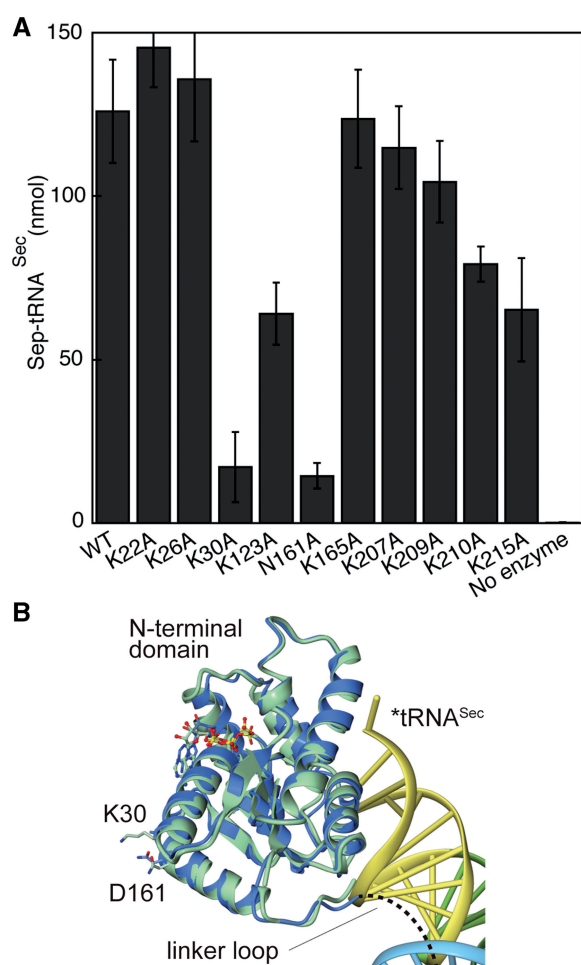 A
150
100
50
0
Sep-tRNA^Sec (nmol)
WT
K22A
K26A
K30A
K123A
N161A
K165A
K207A
K209A
K210A
K215A
No enzyme
B
N-terminal
domain
*tRNA^Sec
K30
D161
linker loop